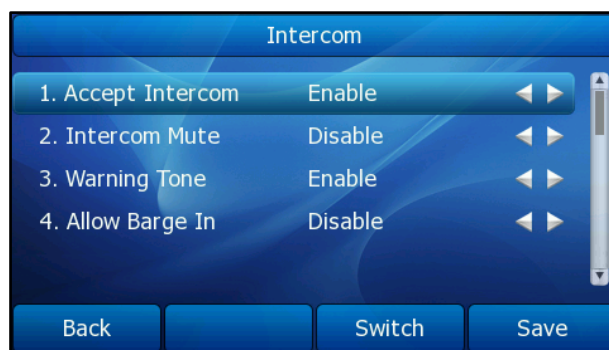 Intercom
1. Accept Intercom Enable
2. Intercom Mute Disable
3. Warning Tone Enable
4. Allow Barge In Disable
Back Switch Save